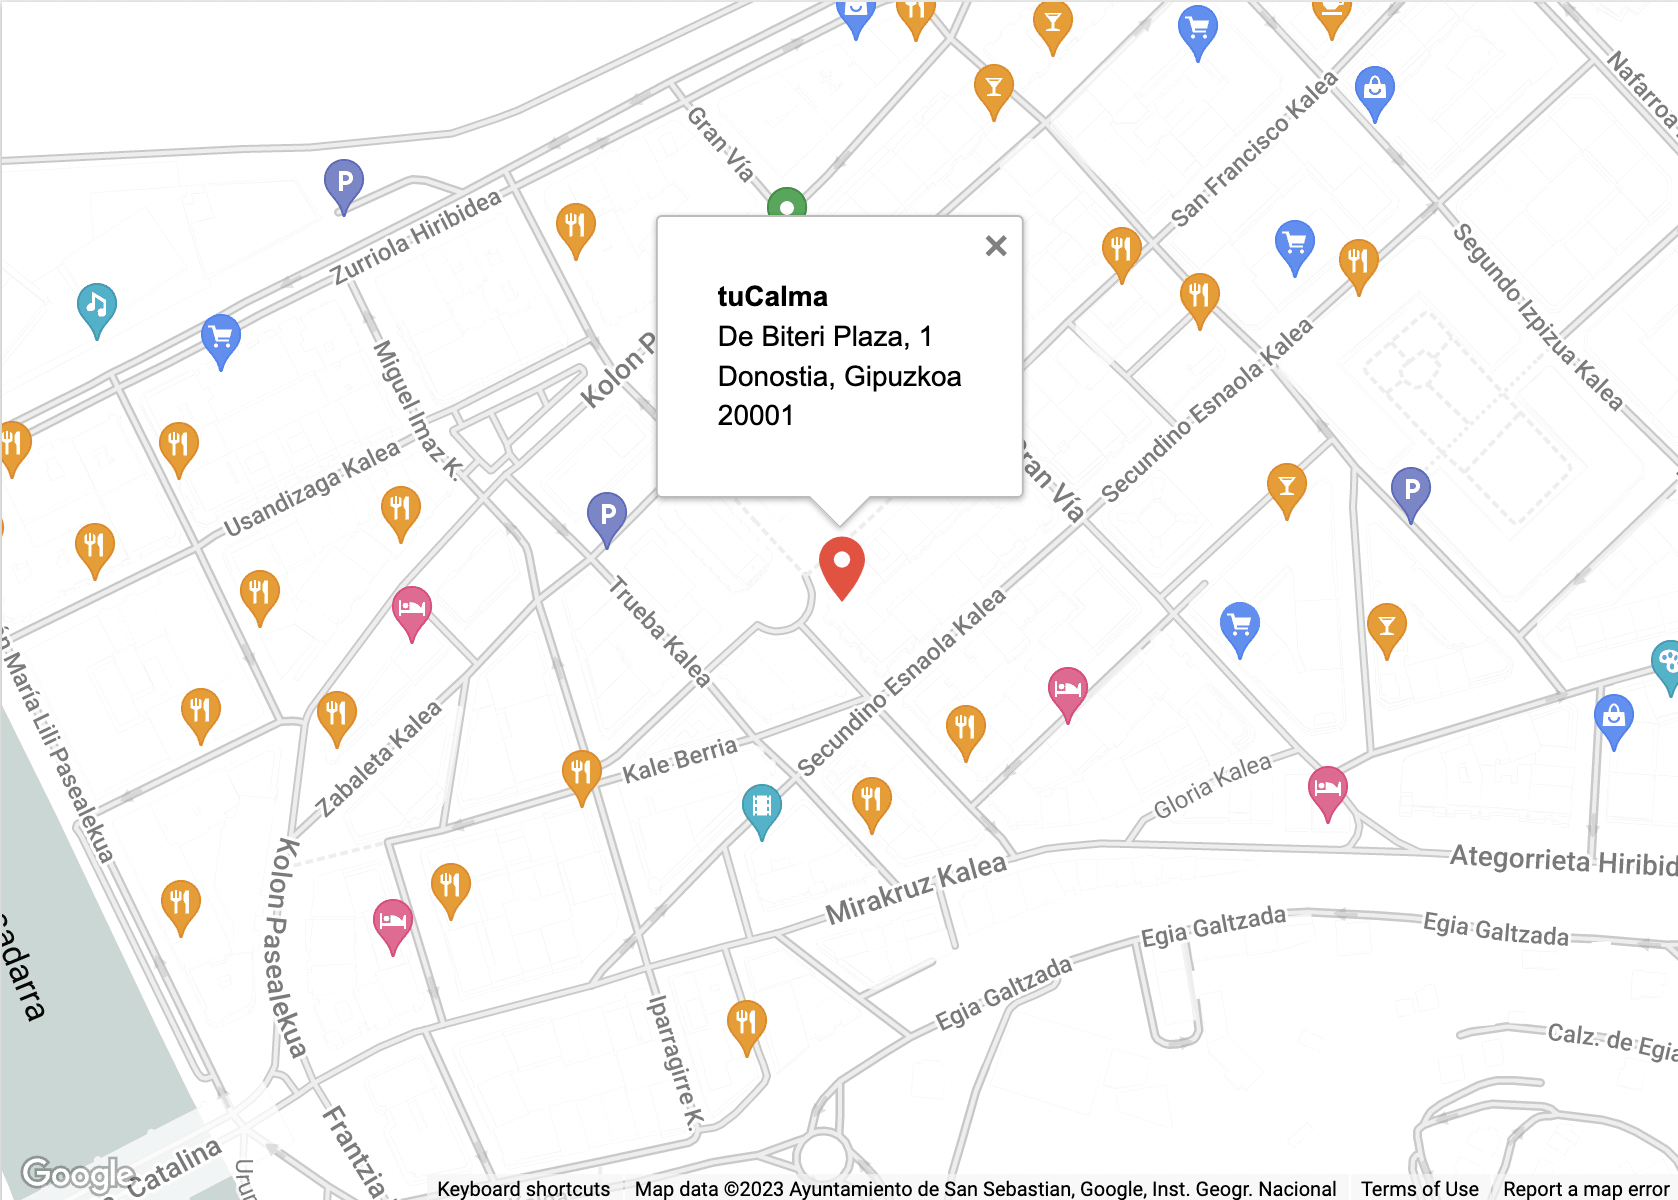 Nafarroa
Gran Vía
San Francisco Kalea
Zurriola Hiribidea
Segundo Izpizua Kalea
tuCalma
De Biteri Plaza, 1
Donostia, Gipuzkoa
20001
Kolon P
Miguel Imaz K.
Secundino Esnaola Kalea
Usandizaga Kalea
Gran Vía
Trueba Kalea
Secundino Esnaola Kalea
María Lili Pasealekua
Zabaleta Kalea
Kale Berria
Gloria Kalea
Kolon Pasealekua
Mirakruz Kalea
Ategorrieta Hiribid
Egia Galtzada
Egia Galtzada
Egia Galtzada
Iparragirre K.
Calz. de Egia
Frantzia
Catalina
Google
Keyboard shortcuts
Map data ©2023 Ayuntamiento de San Sebastian, Google, Inst. Geogr. Nacional
Terms of Use
Report a map error